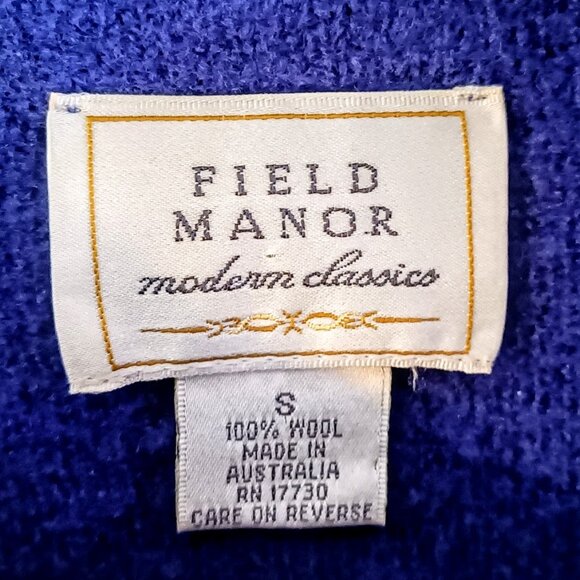 FIELD
MANOR
modern classics
S
100% WOOL
MADE IN
AUSTRALIA
RN 17730
CARE ON REVERSE